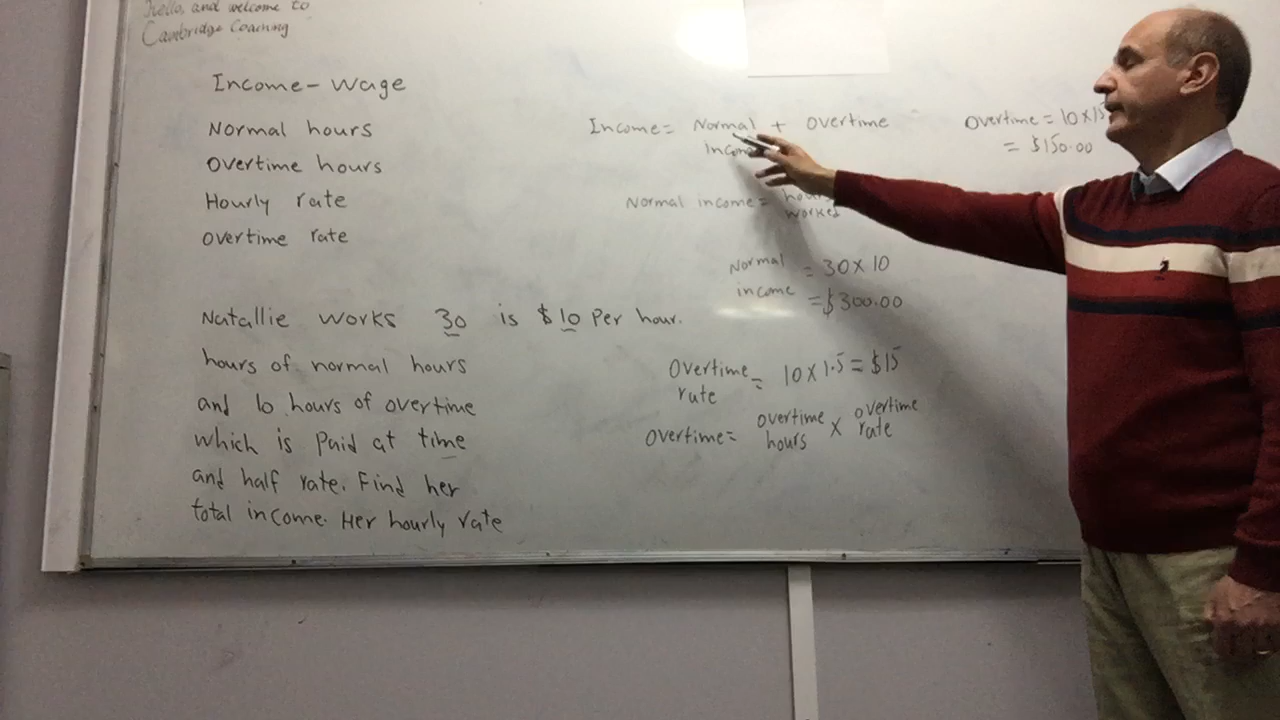 Hello, and welcome to
Cambridge Coaching
Income - Wage
Normal hours
Overtime hours
Hourly rate
Overtime rate
Natallie works 30 is $10 Per hour.
hours of normal hours
and 10 hours of overtime
which is paid at time
and half rate. Find her
total income. Her hourly rate
Income = Normal + Overtime
Income
Normal income = hours
worked
Normal = 30 x 10
income = $300.00
Overtime = 10 x 1.5 = $15
rate
Overtime = overtime x overtime
hours rate
Overtime = 10 x 15
= $150.00